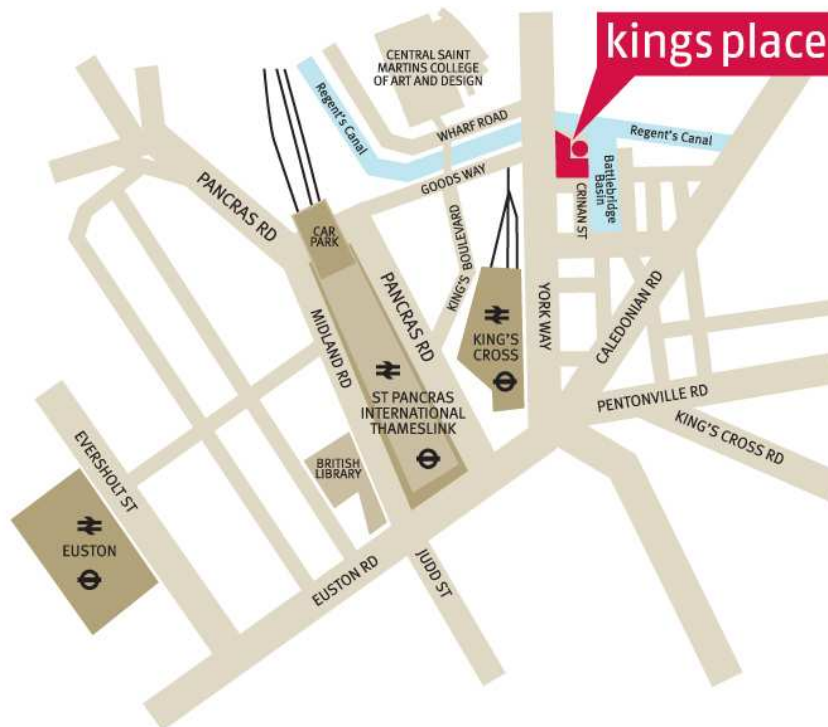 kings place
CENTRAL SAINT
MARTINS COLLEGE
OF ART AND DESIGN
Regent's Canal
WHARF ROAD
Regent's Canal
GOODS WAY
Battlebridge
Basin
CRINAN ST
PANCRAS RD
CAR
PARK
KING'S BOULEVARD
YORK WAY
MIDLAND RD
PANCRAS RD
KING'S
CROSS
CALEDONIAN RD
ST PANCRAS
INTERNATIONAL
THAMESLINK
PENTONVILLE RD
KING'S CROSS RD
EVERSHOLT ST
BRITISH
LIBRARY
EUSTON
EUSTON RD
JUDD ST